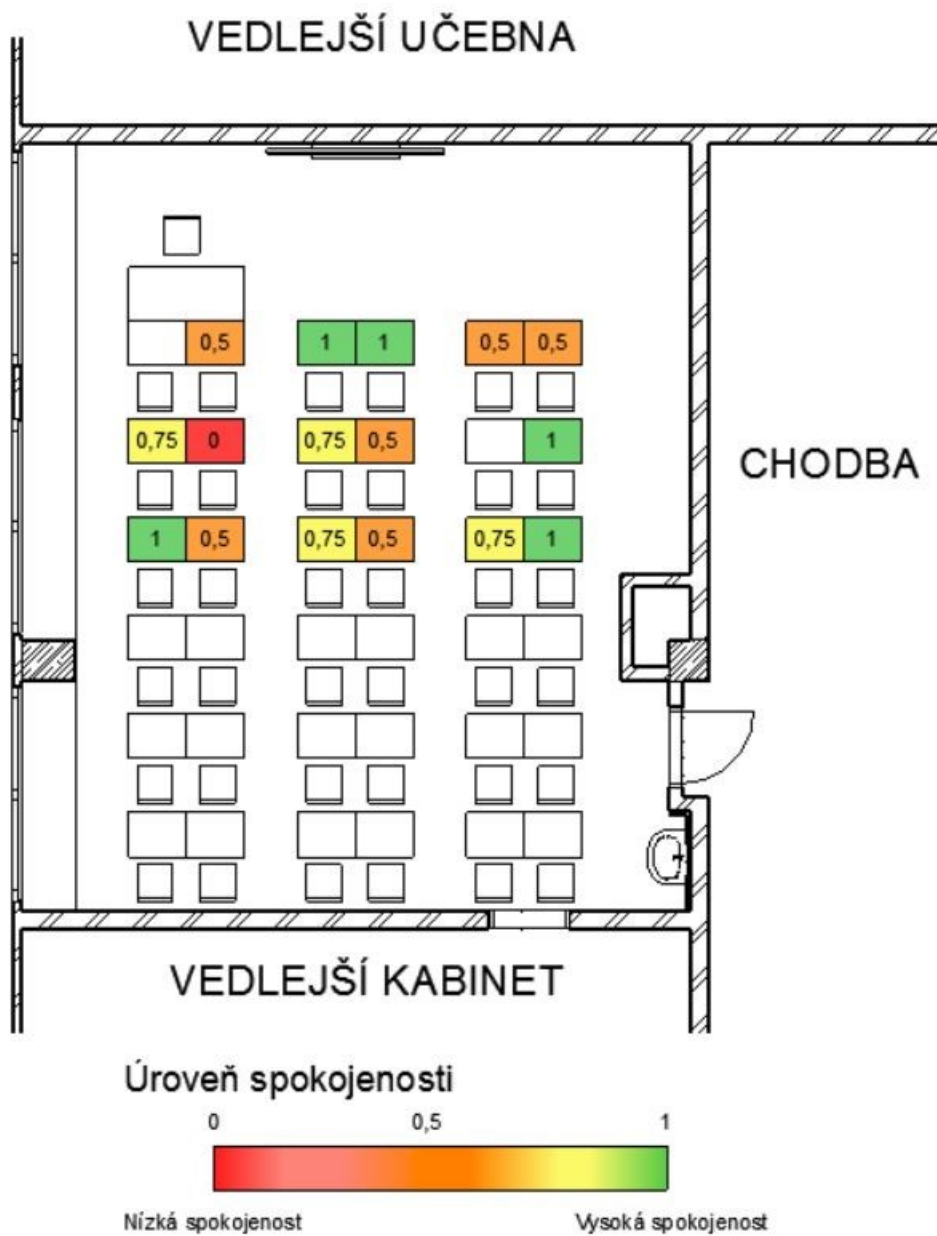 VEDLEJŠÍ UČEBNA
0,5 1 1 0,5 0,5
0,75 0 0,75 0,5 1
CHODBA
1 0,5 0,75 0,5 0,75 1
VEDLEJŠÍ KABINET
Úroveň spokojenosti
0 0,5 1
Nízká spokojenost Vysoká spokojenost